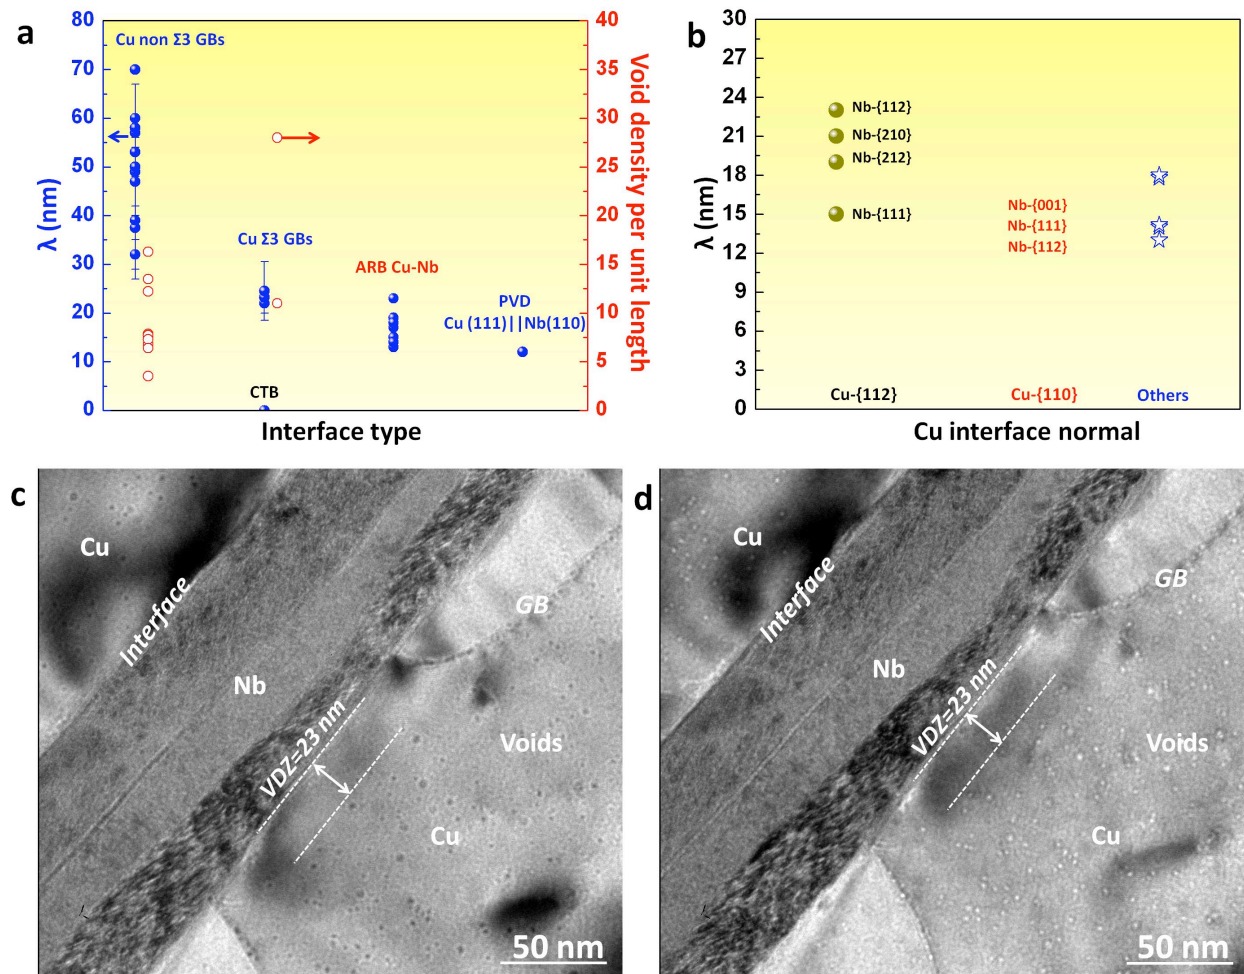 a
80
70
60
50
40
30
20
10
0
λ (nm)
Cu non Σ3 GBs
Cu Σ3 GBs
ARB Cu-Nb
PVD
Cu (111)||Nb(110)
CTB
Interface type
40
35
30
25
20
15
10
5
0
Void density per unit length
b
30
27
24
21
18
15
12
9
6
3
0
λ (nm)
Nb-{112}
Nb-{210}
Nb-{212}
Nb-{111}
Nb-{001}
Nb-{111}
Nb-{112}
Cu-{112}
Cu-{110}
Others
Cu interface normal
c
Cu
Interface
GB
Nb
VDZ=23 nm
Voids
Cu
50 nm
d
Cu
Interface
GB
Nb
VDZ=23 nm
Voids
Cu
50 nm